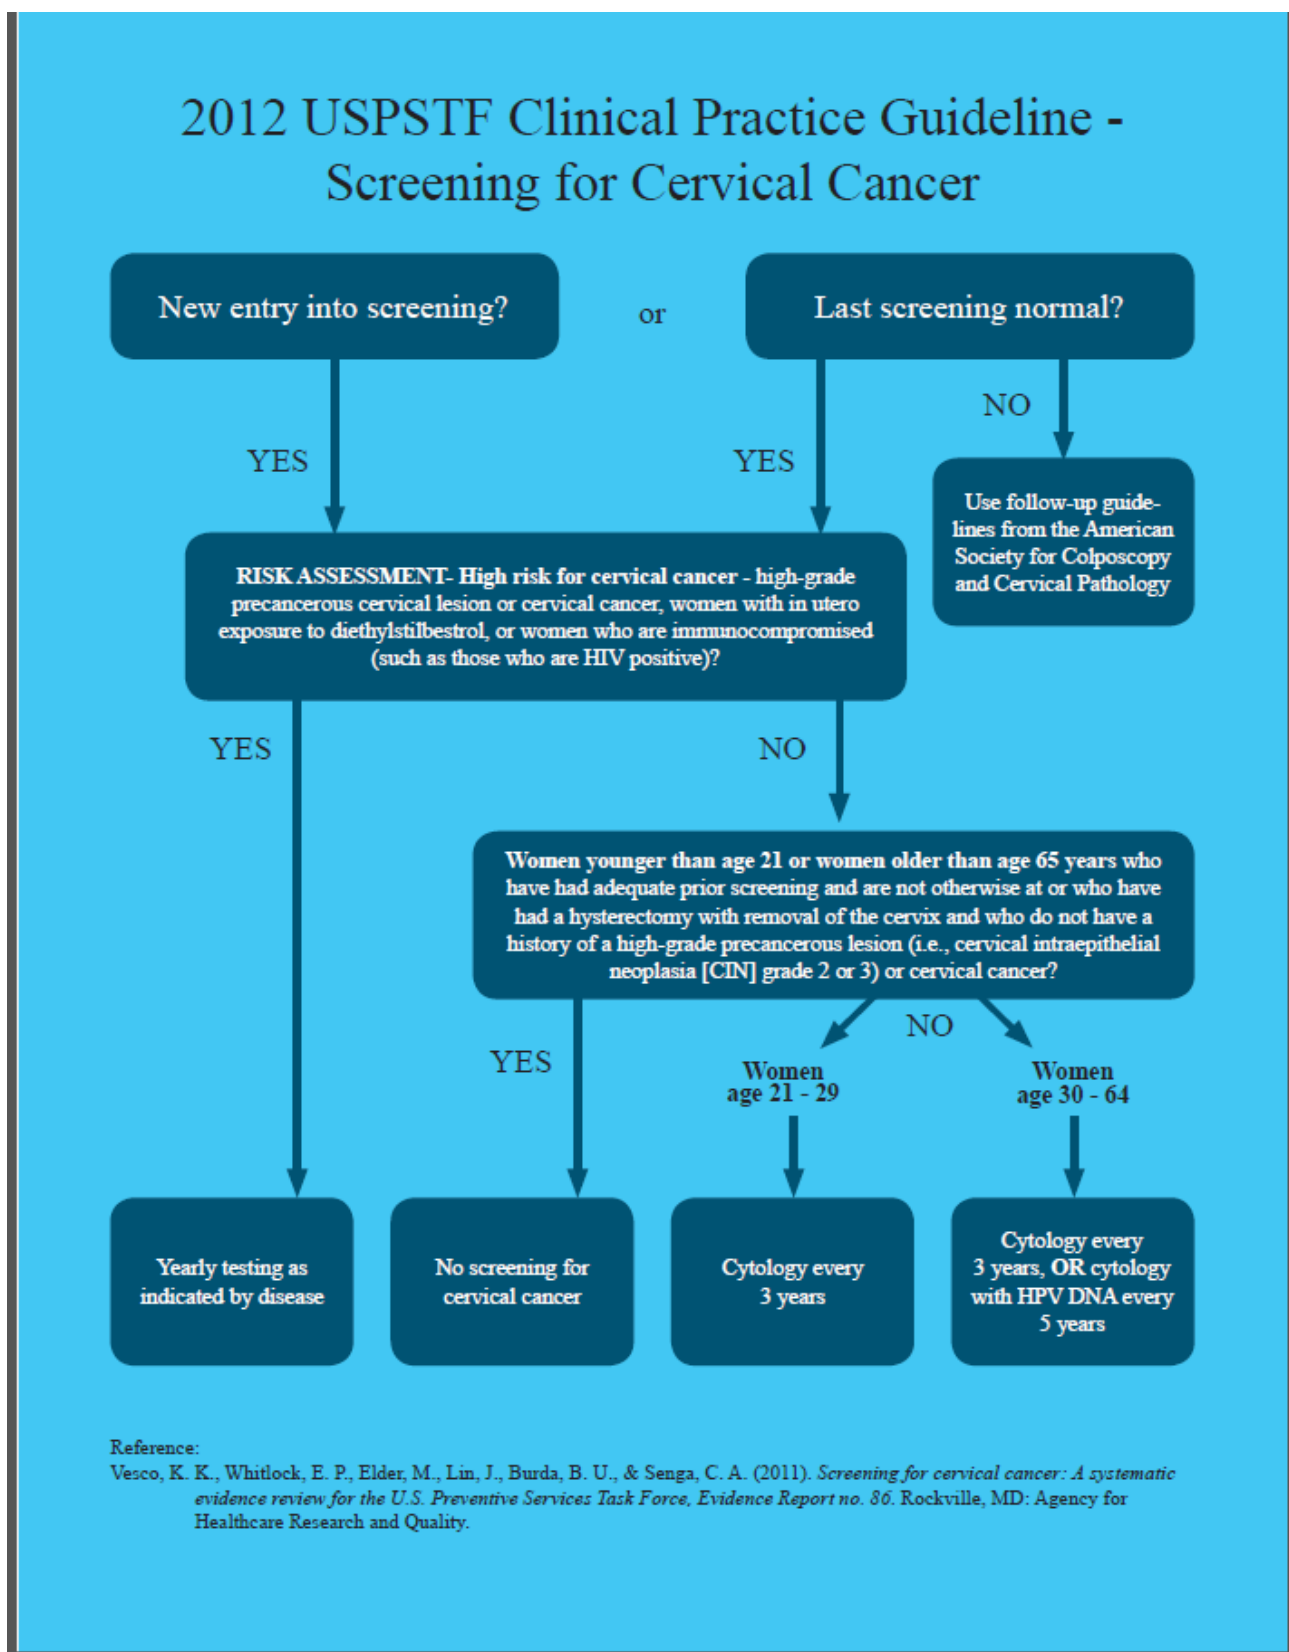 2012 USPSTF Clinical Practice Guideline -
Screening for Cervical Cancer
New entry into screening?
or
Last screening normal?
NO
YES
YES
Use follow-up guide-
lines from the American
Society for Colposcopy
and Cervical Pathology
RISK ASSESSMENT- High risk for cervical cancer - high-grade
precancerous cervical lesion or cervical cancer, women with in utero
exposure to diethylstilbestrol, or women who are immunocompromised
(such as those who are HIV positive)?
YES
NO
Women younger than age 21 or women older than age 65 years who
have had adequate prior screening and are not otherwise at or who have
had a hysterectomy with removal of the cervix and who do not have a
history of a high-grade precancerous lesion (i.e., cervical intraepithelial
neoplasia [CIN] grade 2 or 3) or cervical cancer?
NO
YES
Women
age 21 - 29
Women
age 30 - 64
Yearly testing as
indicated by disease
No screening for
cervical cancer
Cytology every
3 years
Cytology every
3 years, OR cytology
with HPV DNA every
5 years
Reference:
Vesco, K. K., Whitlock, E. P., Elder, M., Lin, J., Burda, B. U., & Senga, C. A. (2011). Screening for cervical cancer: A systematic
evidence review for the U.S. Preventive Services Task Force, Evidence Report no. 86. Rockville, MD: Agency for
Healthcare Research and Quality.